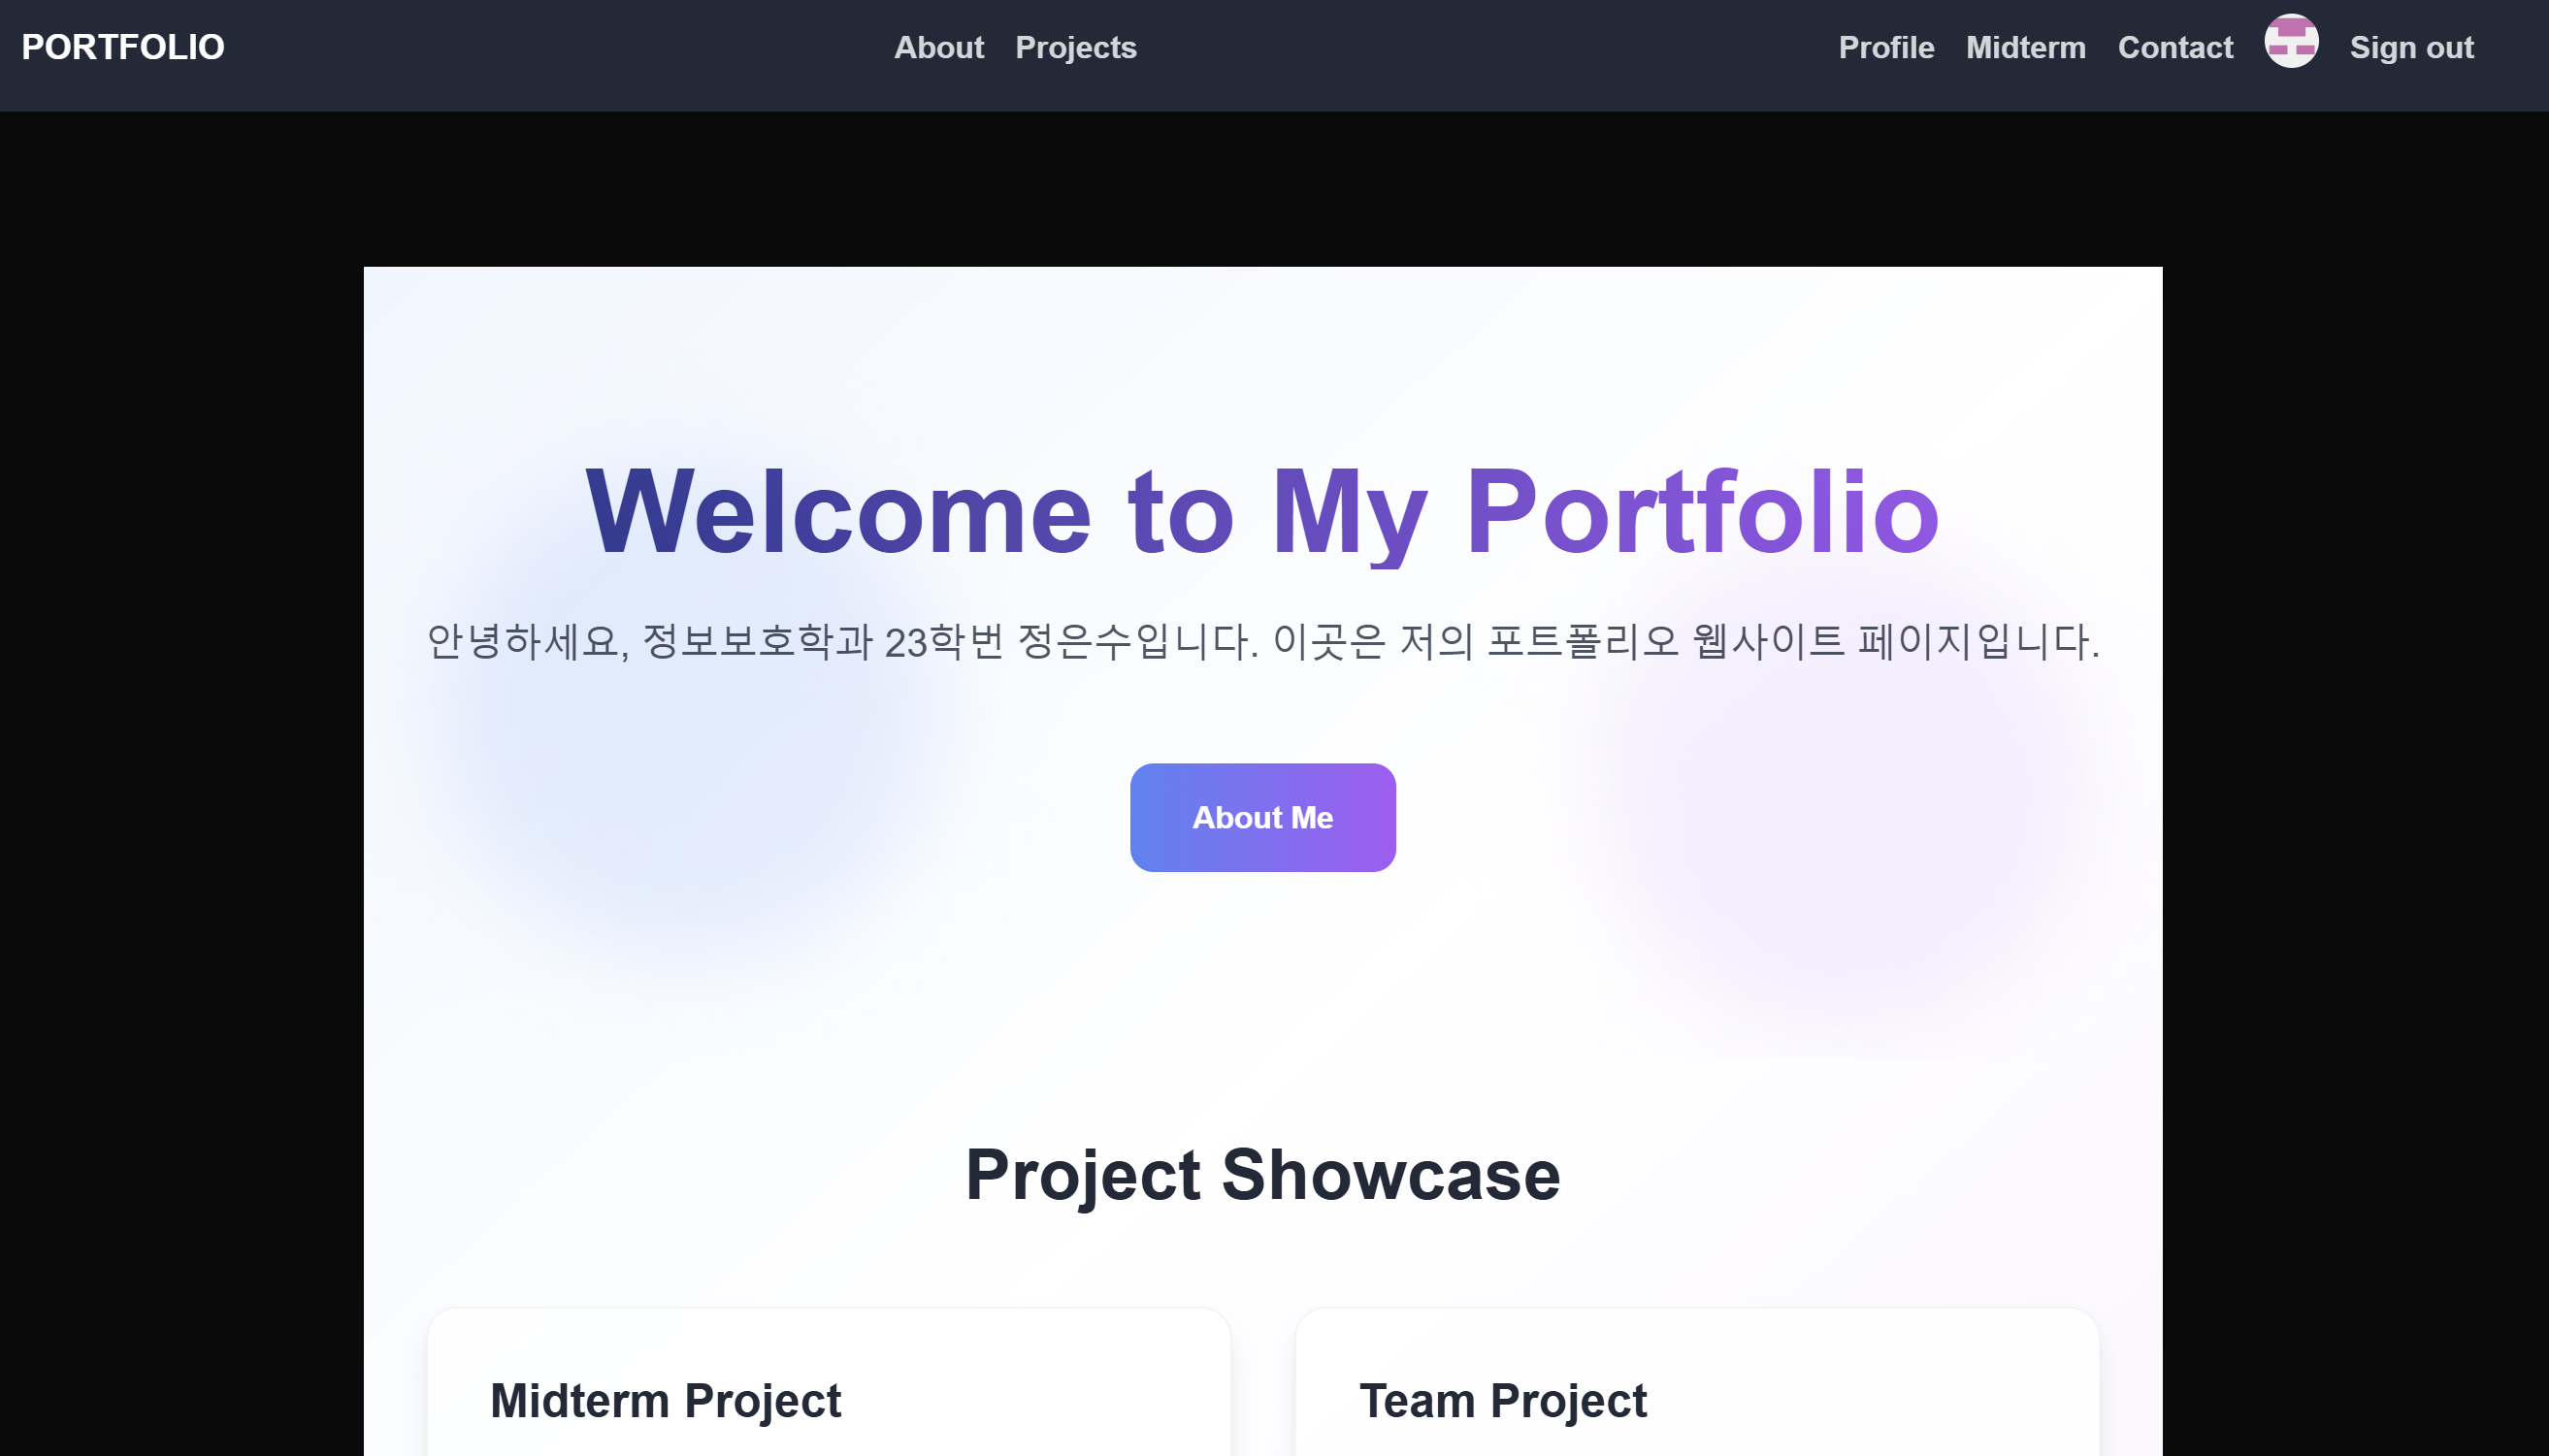 PORTFOLIO
About Projects
Profile Midterm Contact Sign out
Welcome to My Portfolio
안녕하세요, 정보보호학과 23학번 정은수입니다. 이곳은 저의 포트폴리오 웹사이트 페이지입니다.
About Me
Project Showcase
Midterm Project
Team Project